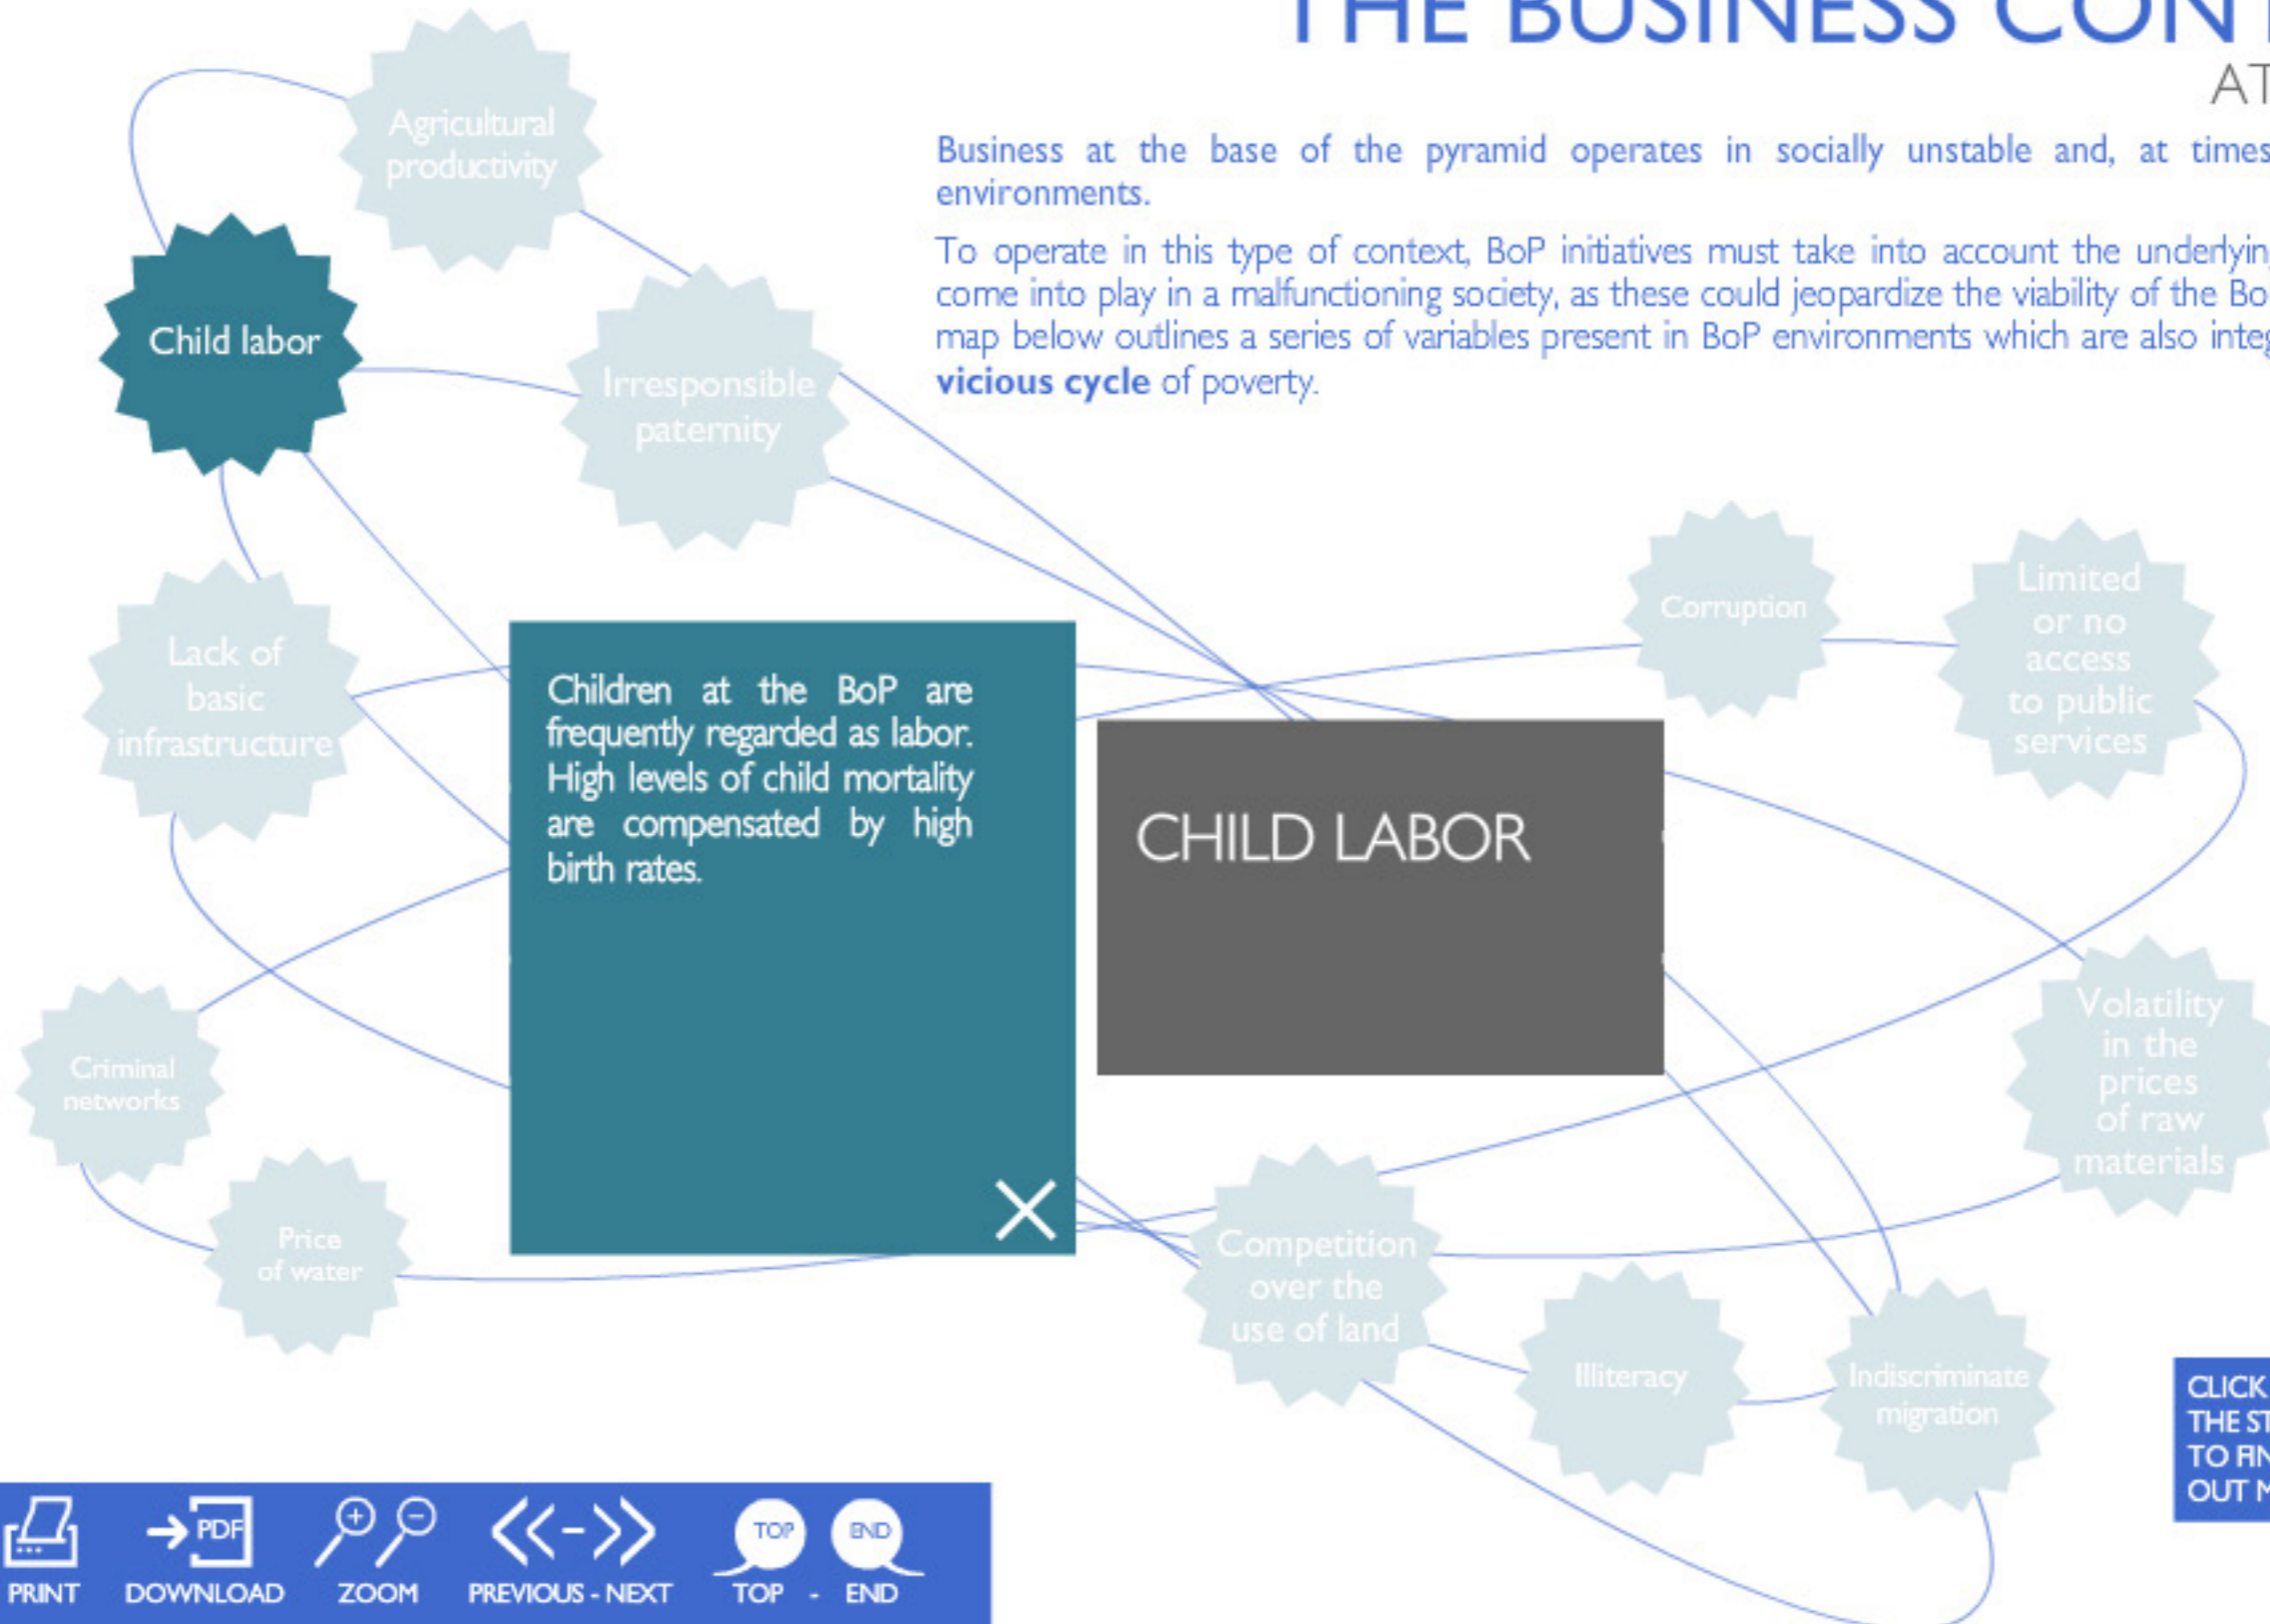 THE BUSINESS CON
AT
Business at the base of the pyramid operates in socially unstable and, at times
environments.
To operate in this type of context, BoP initiatives must take into account the underlying
come into play in a malfunctioning society, as these could jeopardize the viability of the Bo
map below outlines a series of variables present in BoP environments which are also integ
vicious cycle of poverty.
Agricultural
productivity
Child labor
Irresponsible
paternity
Corruption
Limited
or no
access
to public
services
Lack of
basic
infrastructure
Children at the BoP are
frequently regarded as labor.
High levels of child mortality
are compensated by high
birth rates.
CHILD LABOR
Volatility
in the
prices
of raw
materials
Criminal
networks
Price
of water
Competition
over the
use of land
Illiteracy
Indiscriminate
migration
CLICK
THE ST
TO FIN
OUT M
PDF
TOP
END
PRINT
DOWNLOAD
ZOOM
PREVIOUS - NEXT
TOP - END